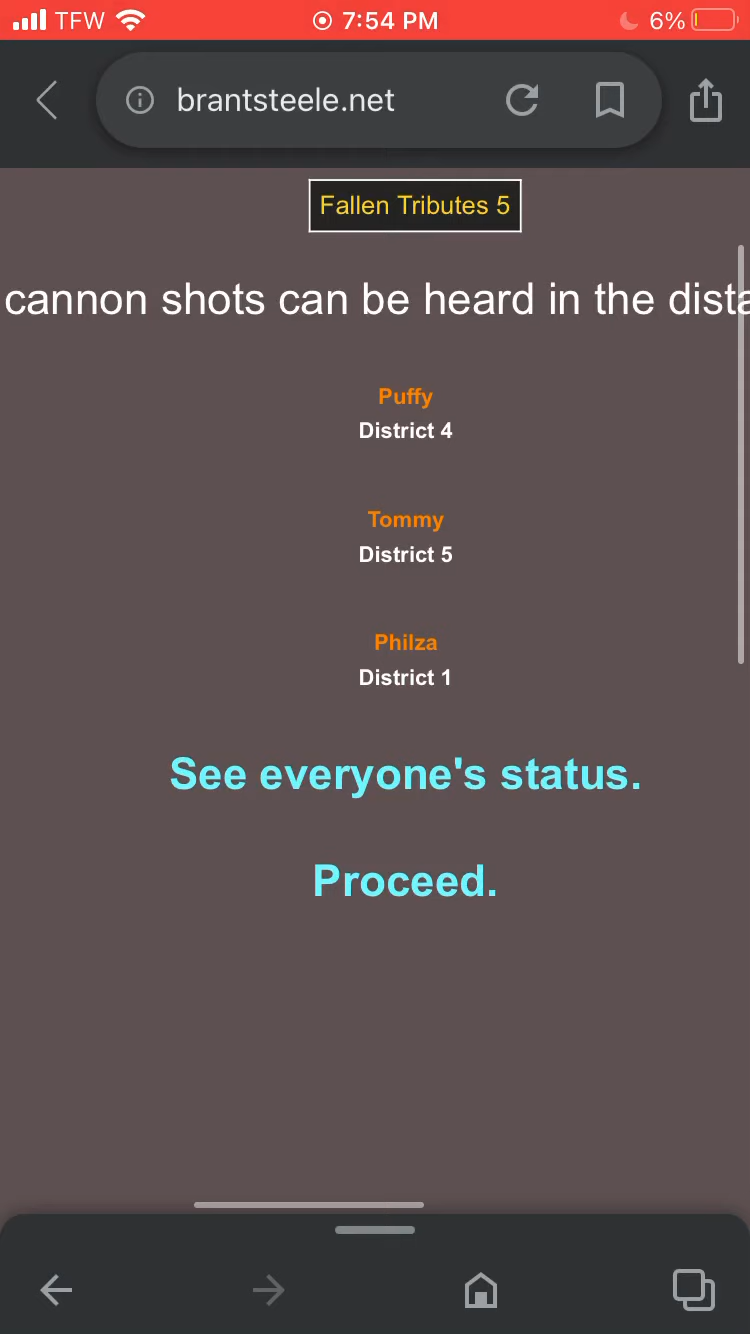 TFW 7:54 PM 6%
brantsteele.net
Fallen Tributes 5
cannon shots can be heard in the
Puffy
District 4
Tommy
District 5
Philza
District 1
See everyone's status.
Proceed.